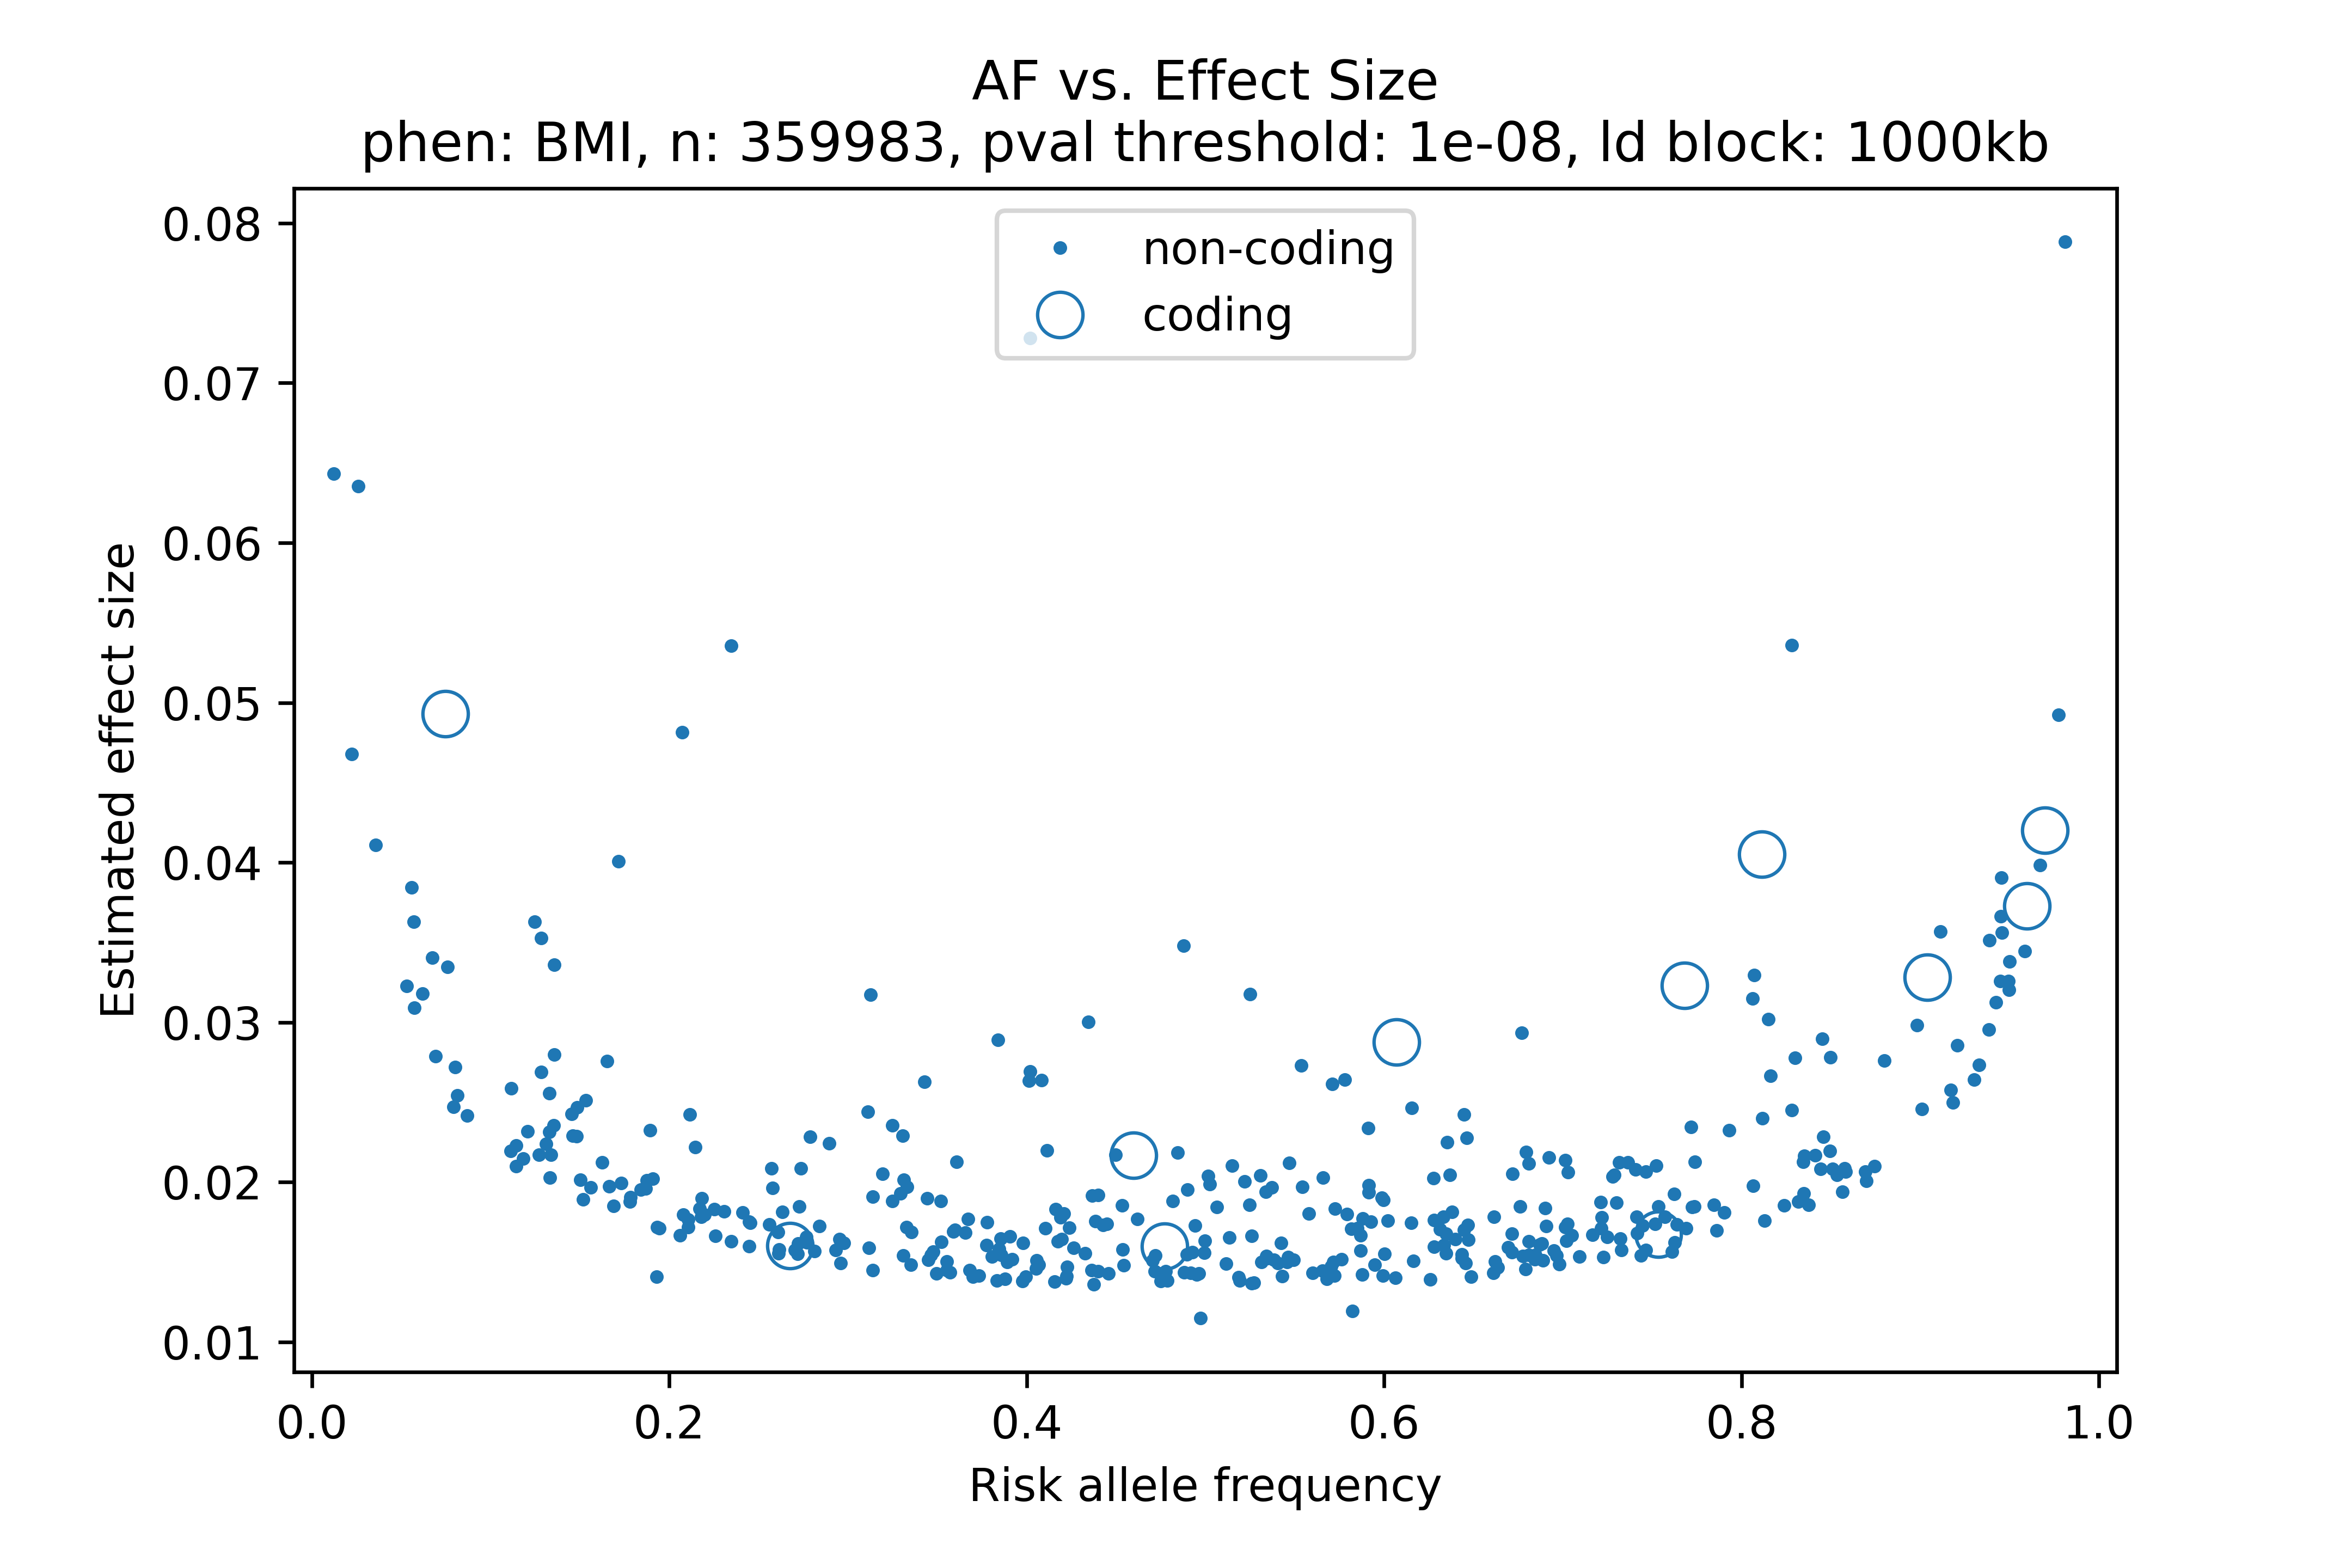 AF vs. Effect Size
phen: BMI, n: 359983, pval threshold: 1e-08, ld block: 1000kb
non-coding
coding
0.08
0.07
0.06
0.05
0.04
0.03
0.02
0.01
Estimated effect size
0.0 0.2 0.4 0.6 0.8 1.0
Risk allele frequency